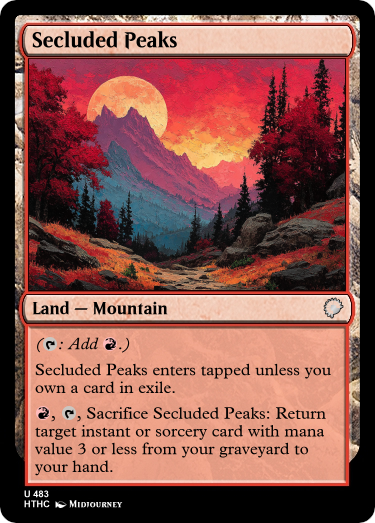 Secluded Peaks
Land — Mountain
(: Add .)
Secluded Peaks enters tapped unless you
own a card in exile.
, , Sacrifice Secluded Peaks: Return
target instant or sorcery card with mana
value 3 or less from your graveyard to
your hand.
U 483
HTHC Midjourney